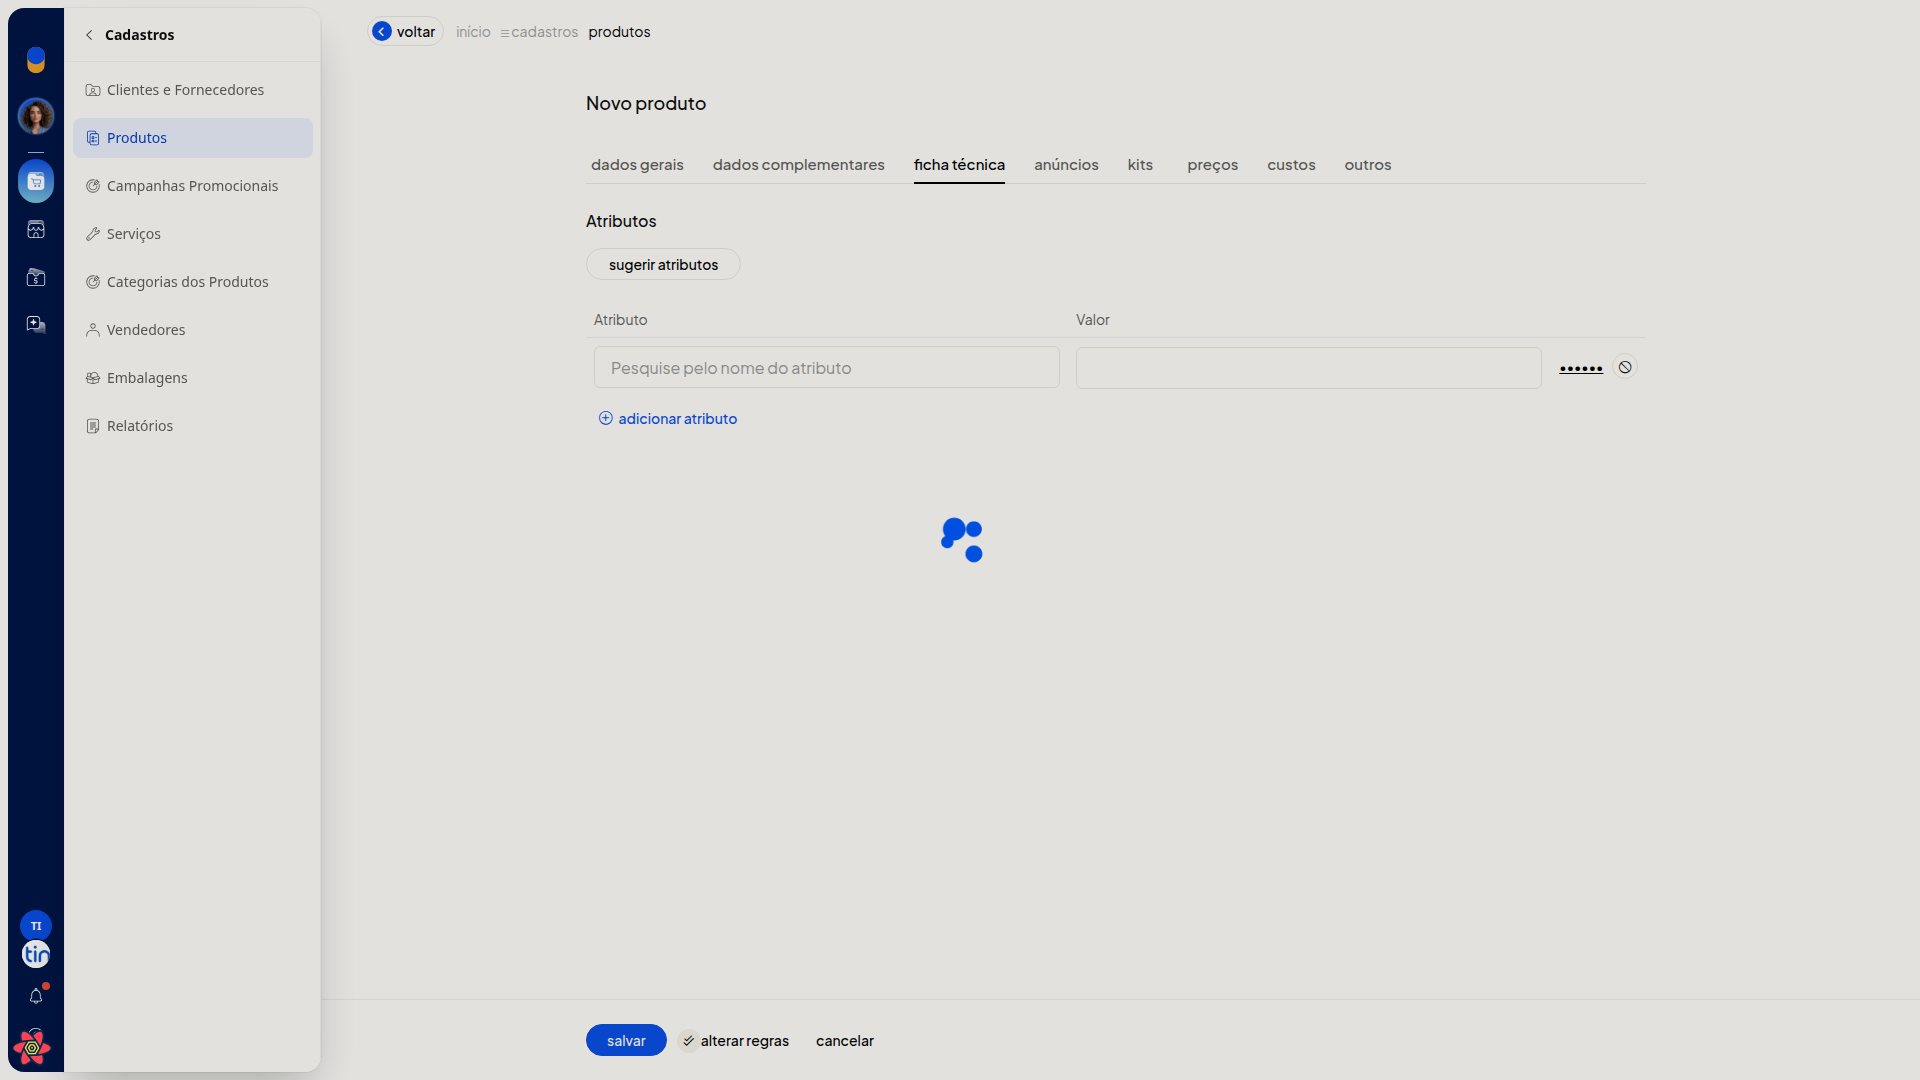 Cadastros
voltar início cadastros produtos
Clientes e Fornecedores
Produtos
Campanhas Promocionais
Serviços
Categorias dos Produtos
Vendedores
Embalagens
Relatórios
Novo produto
dados gerais dados complementares ficha técnica anúncios kits preços custos outros
Atributos
sugerir atributos
Atributo Valor
Pesquise pelo nome do atributo
adicionar atributo
TI
tin
salvar alterar regras cancelar